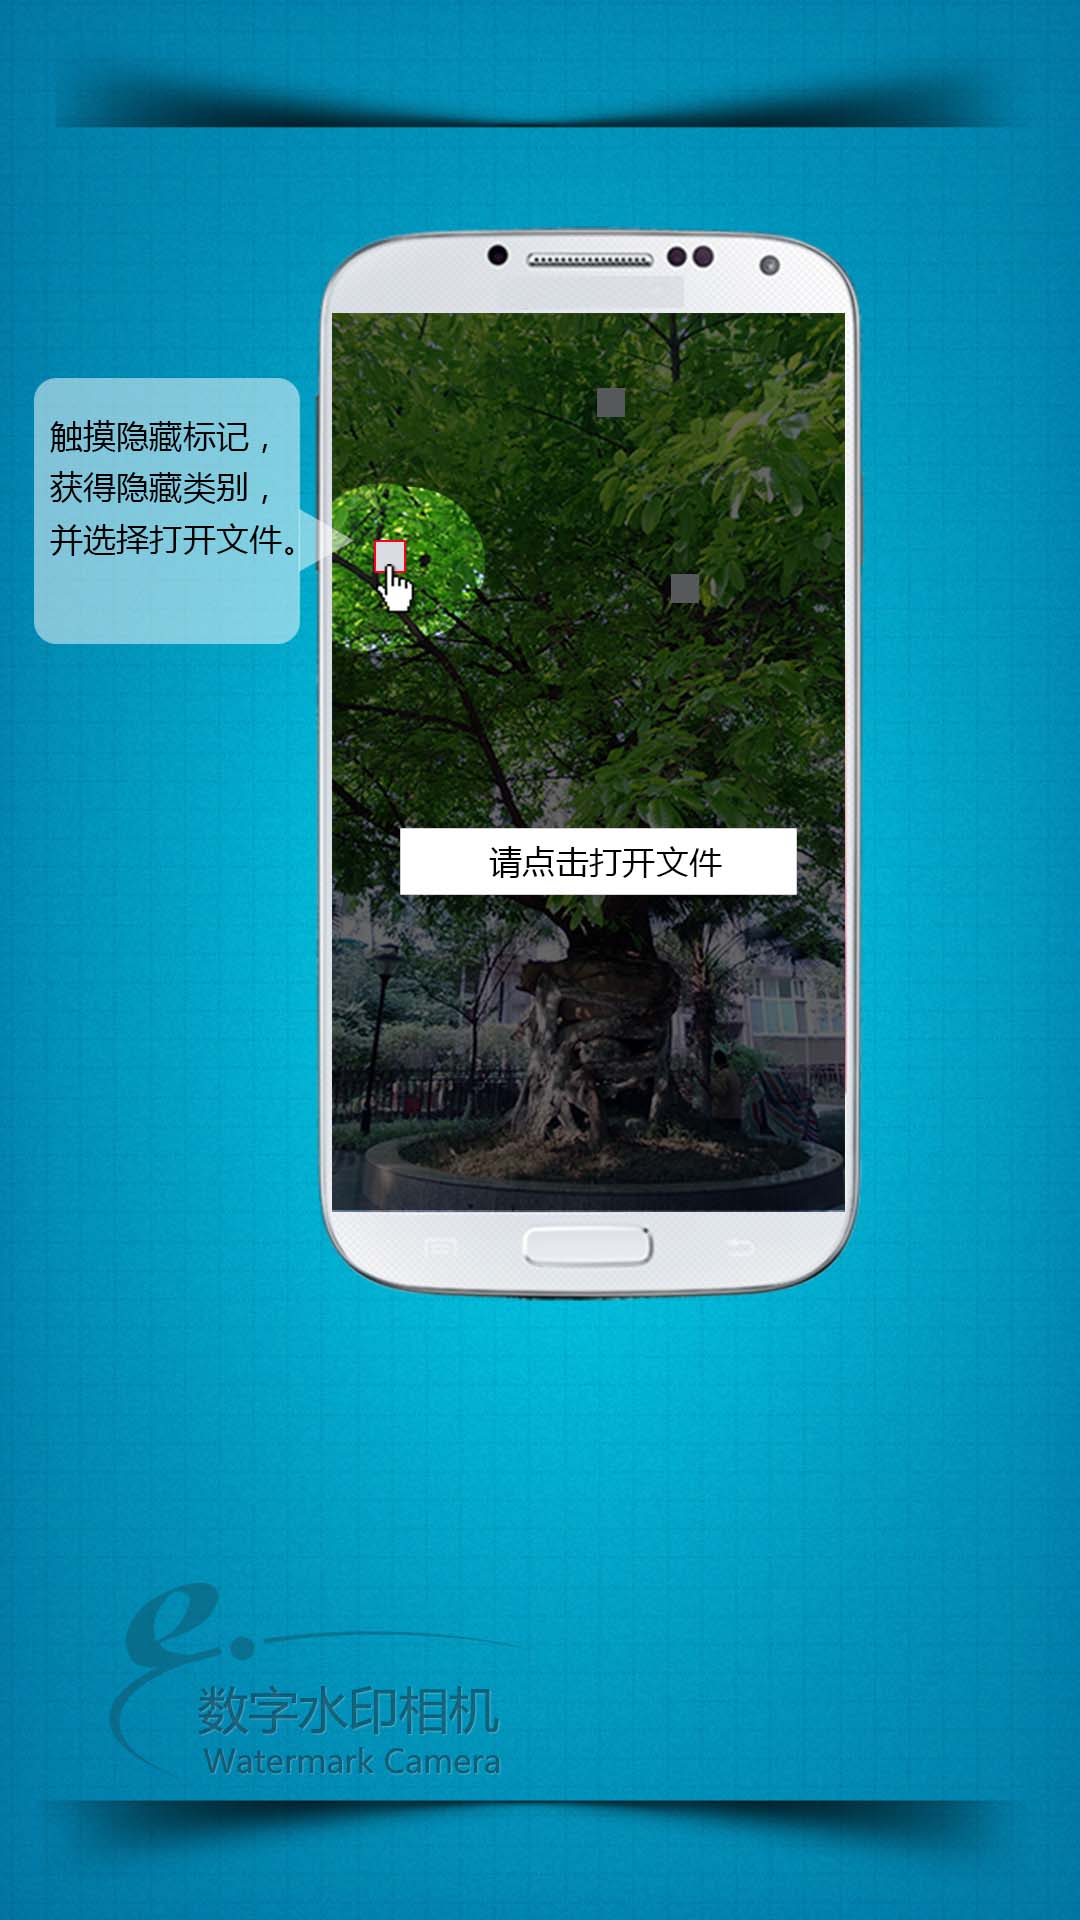 触摸隐藏标记，
获得隐藏类别，
并选择打开文件。
请点击打开文件
e.
数字水印相机
Watermark Camera